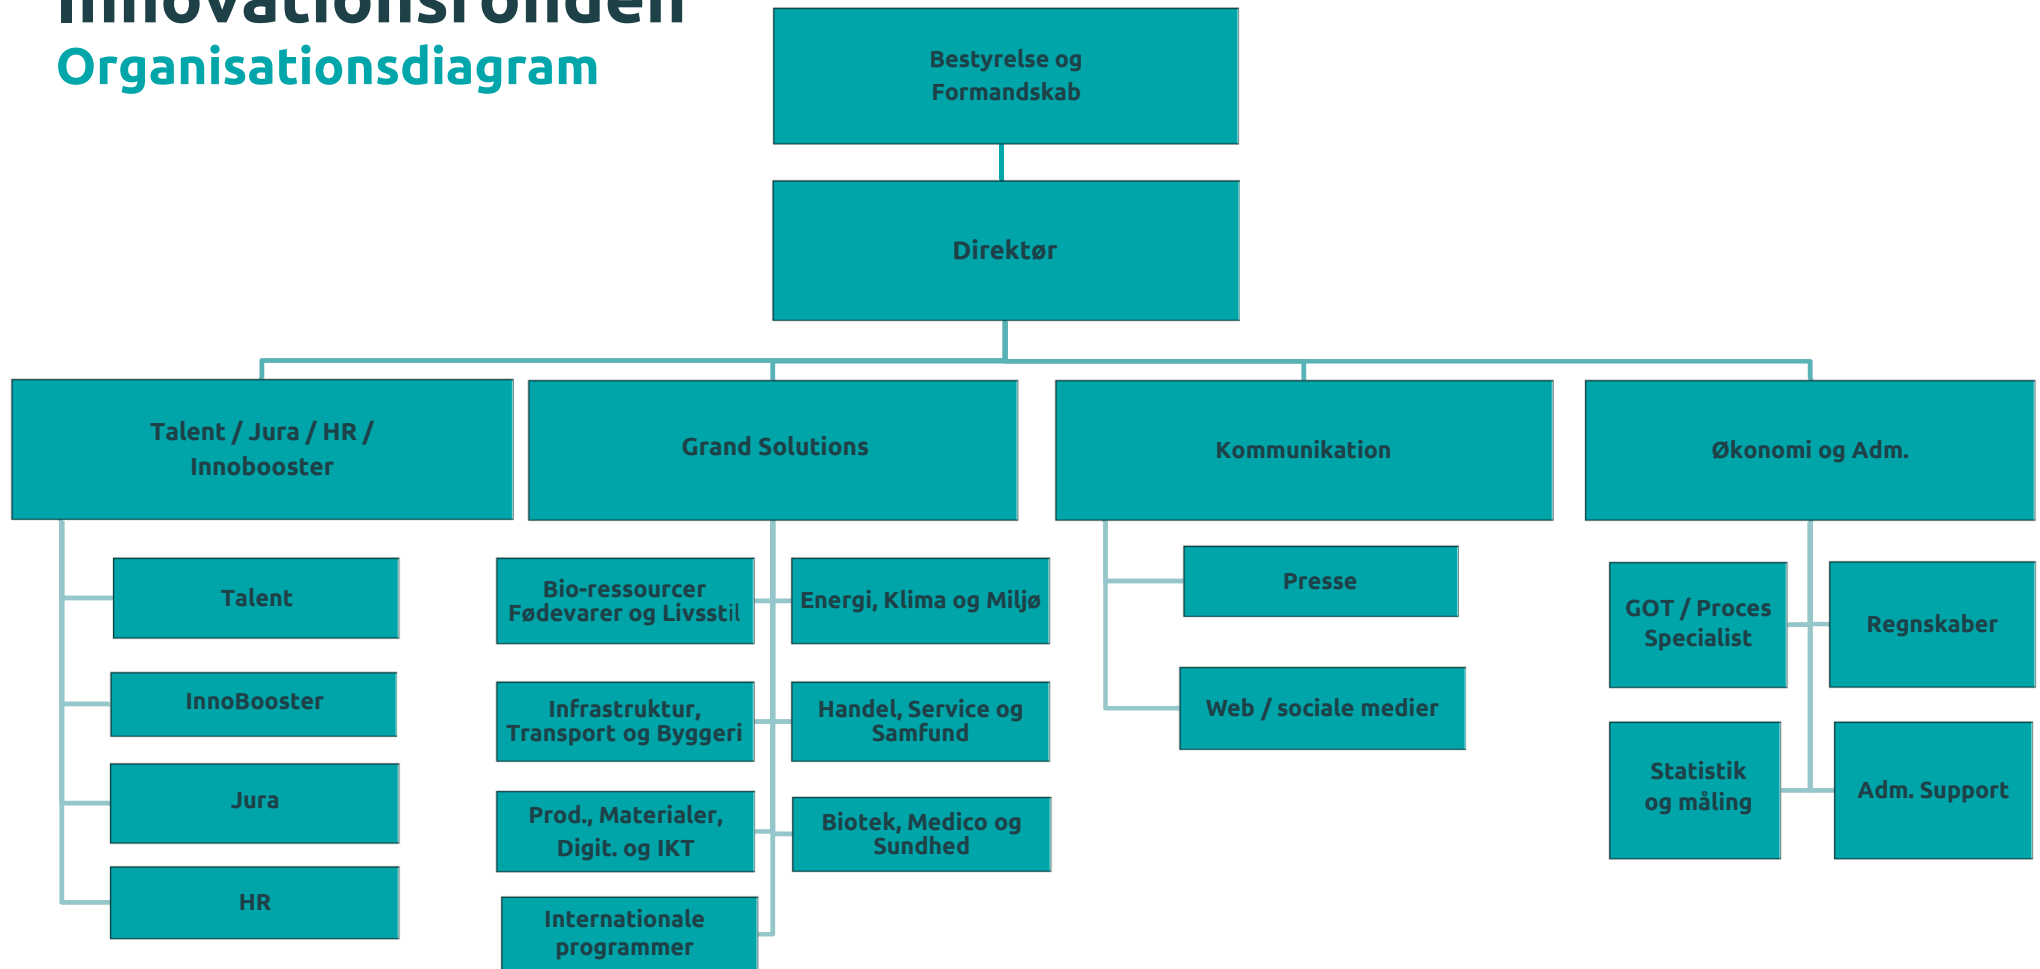 Innovationsfonden
Organisationsdiagram
Bestyrelse og
Formandskab
Direktør
Talent / Jura / HR /
Innobooster
Grand Solutions
Kommunikation
Økonomi og Adm.
Talent
InnoBooster
Jura
HR
Bio-ressourcer
Fødevarer og Livsstil
Energi, Klima og Miljø
Infrastruktur,
Transport og Byggeri
Handel, Service og
Samfund
Prod., Materialer,
Digit. og IKT
Biotek, Medico og
Sundhed
Internationale
programmer
Presse
Web / sociale medier
GOT / Proces
Specialist
Regnskaber
Statistik
og måling
Adm. Support